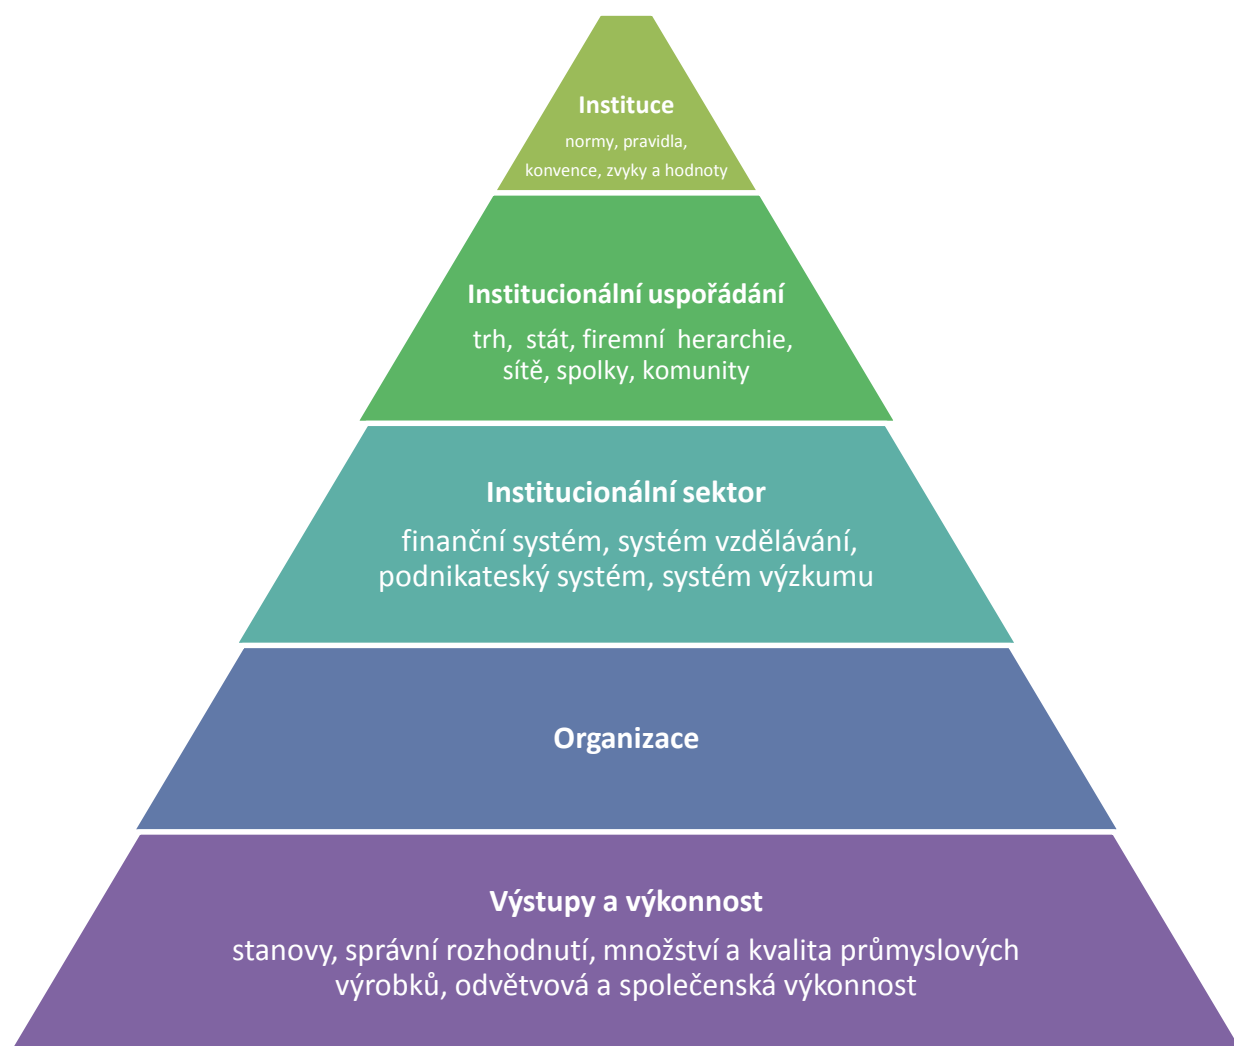 Instituce
normy, pravidla,
konvence, zvyky a hodnoty
Institucionální uspořádání
trh, stát, firemní herarchie,
sítě, spolky, komunity
Institucionální sektor
finanční systém, systém vzdělávání,
podnikateský systém, systém výzkumu
Organizace
Výstupy a výkonnost
stanovy, správní rozhodnutí, množství a kvalita průmyslových
výrobků, odvětvová a společenská výkonnost